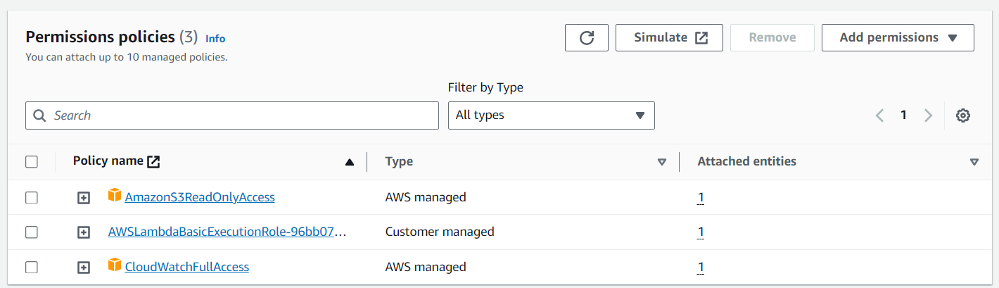 Permissions policies (3) Info
You can attach up to 10 managed policies.
Simulate
Remove
Add permissions
Filter by Type
Search
All types
1
Policy name
Type
Attached entities
AmazonS3ReadOnlyAccess AWS managed 1
AWSLambdaBasicExecutionRole-96bb07... Customer managed 1
CloudWatchFullAccess AWS managed 1